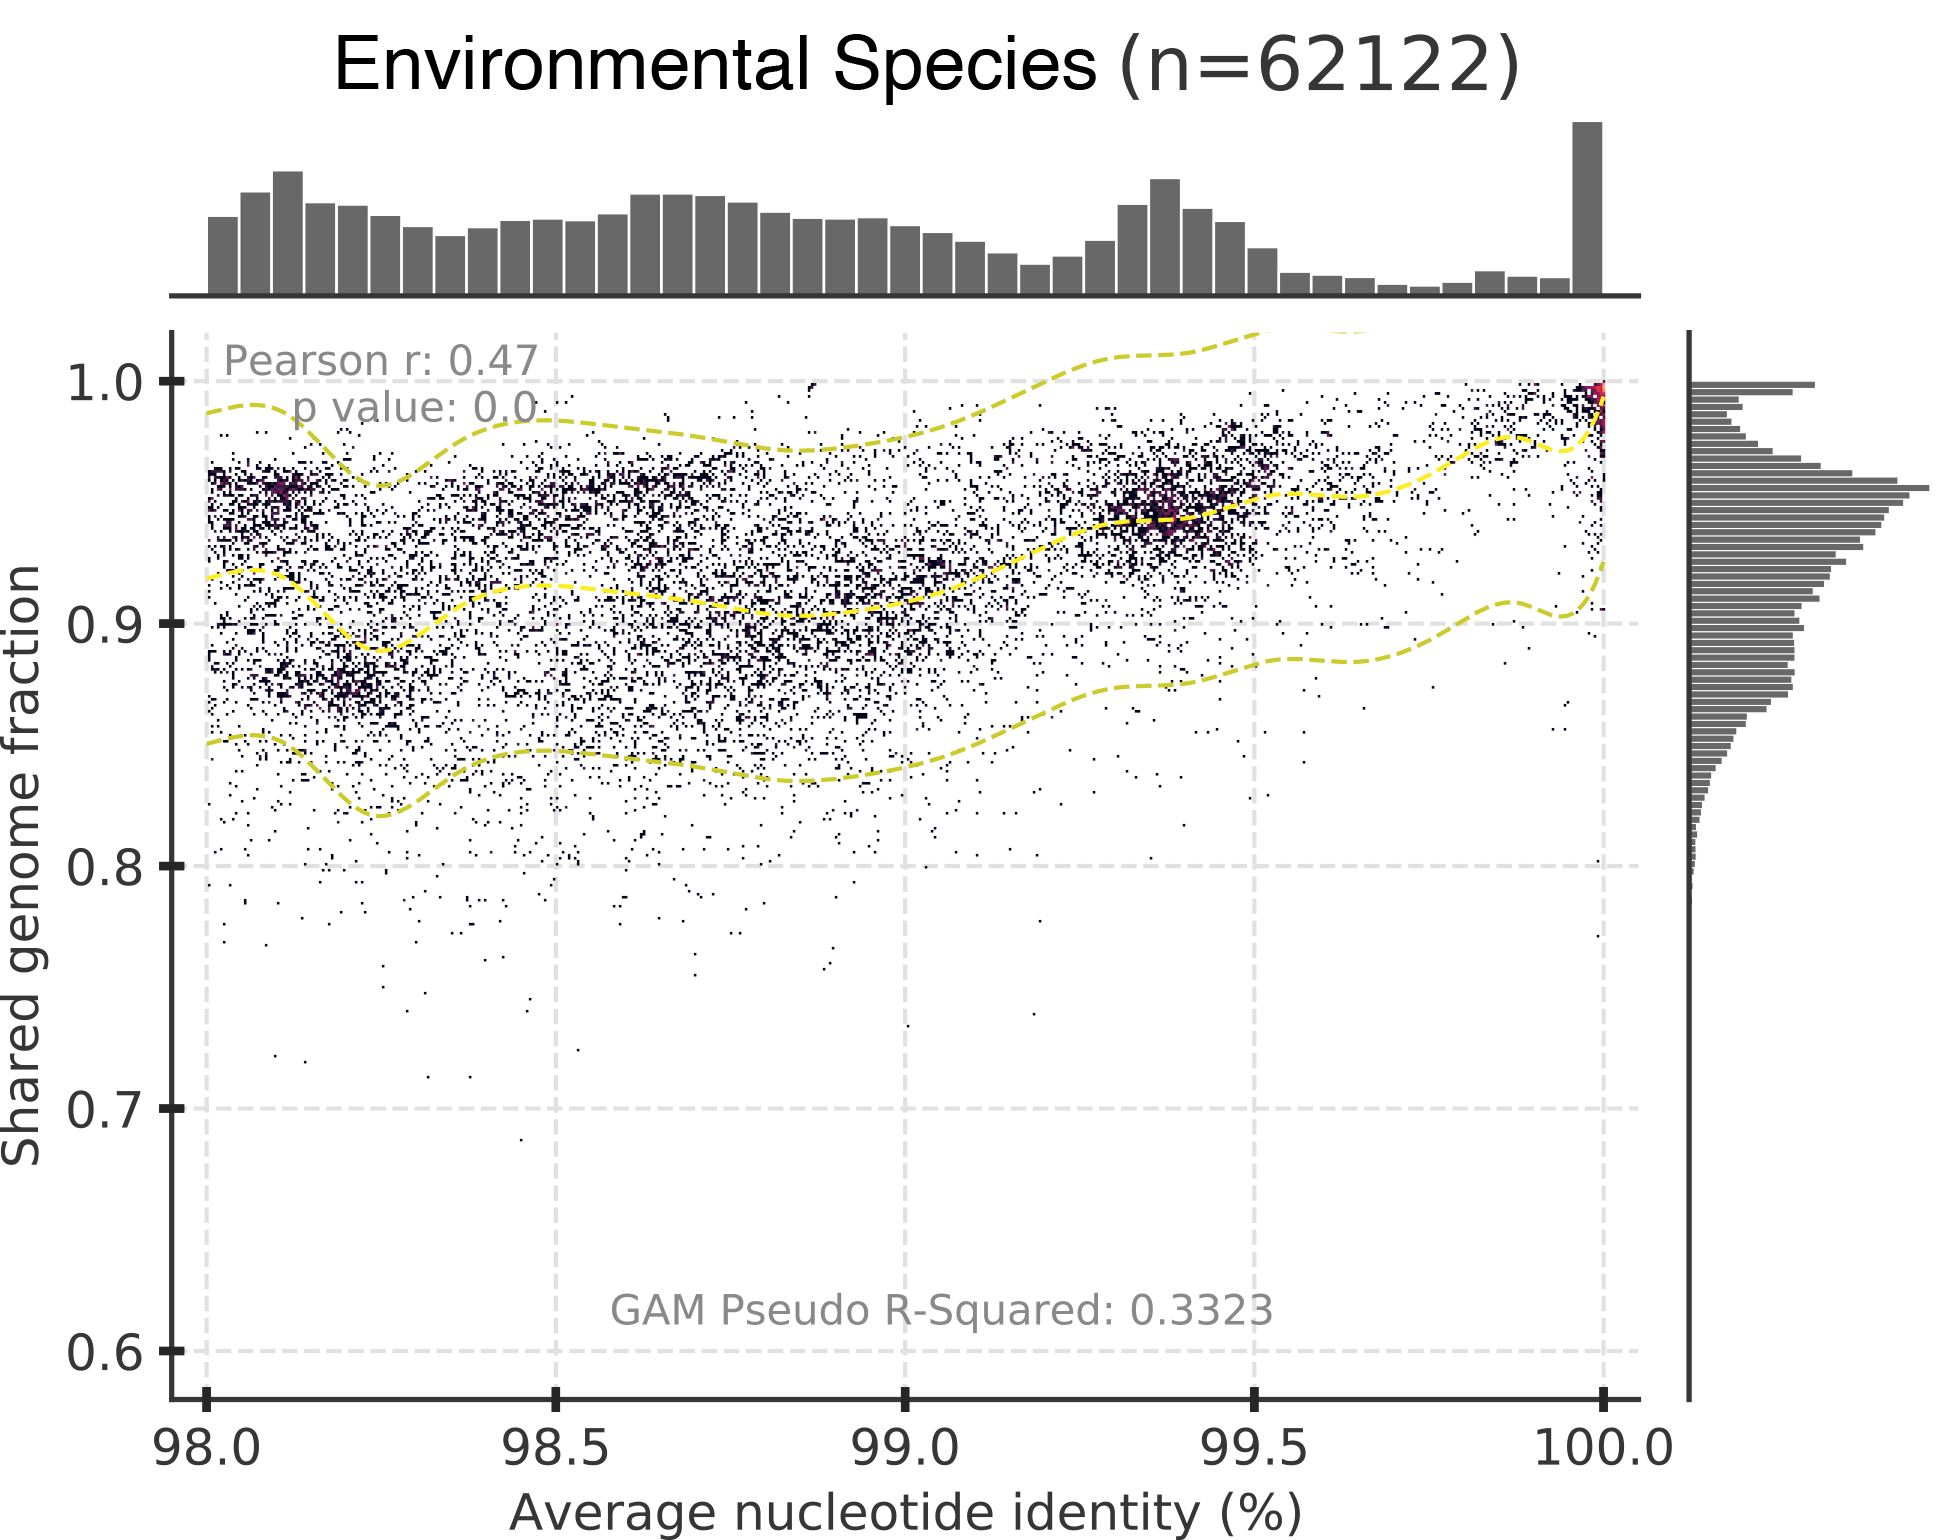 Environmental Species (n=62122)
Pearson r: 0.47
p value: 0.0
1.0
0.9
0.8
0.7
0.6
Shared genome fraction
GAM Pseudo R-Squared: 0.3323
98.0 98.5 99.0 99.5 100.0
Average nucleotide identity (%)